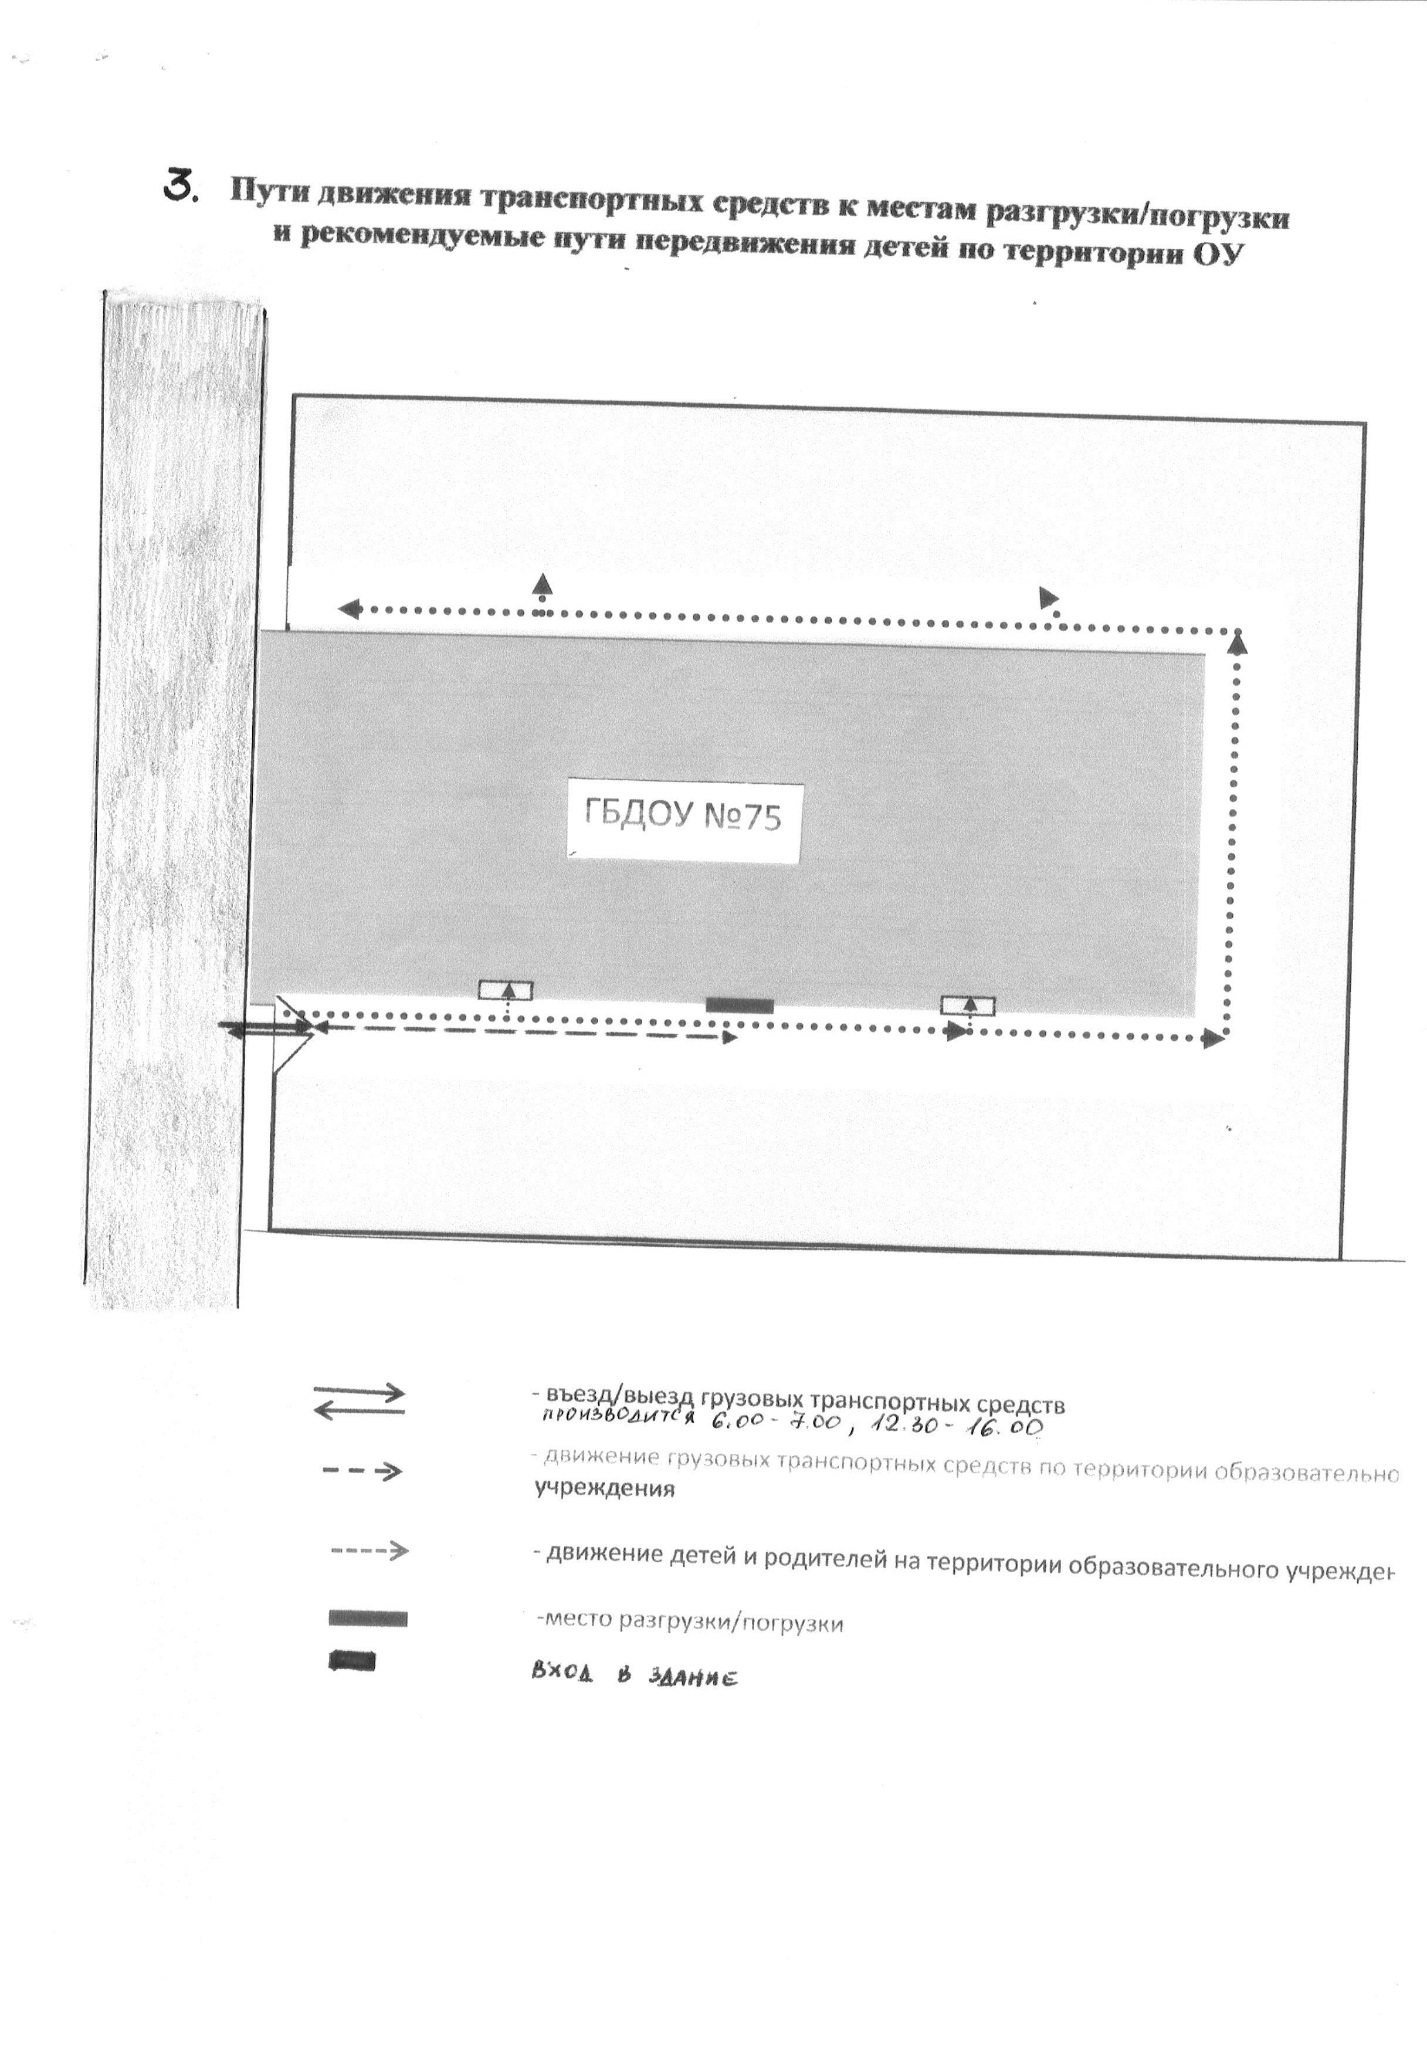 3. Пути движения транспортных средств к местам разгрузки/погрузки
и рекомендуемые пути передвижения детей по территории ОУ
ГБДОУ №75
- въезд/выезд грузовых транспортных средств
производится 6.00 - 7.00, 12.30 - 16.00
- движение грузовых транспортных средств по территории образовательно
учреждения
- движение детей и родителей на территории образовательного учрежден
-место разгрузки/погрузки
ВХОД В ЗДАНИЕ